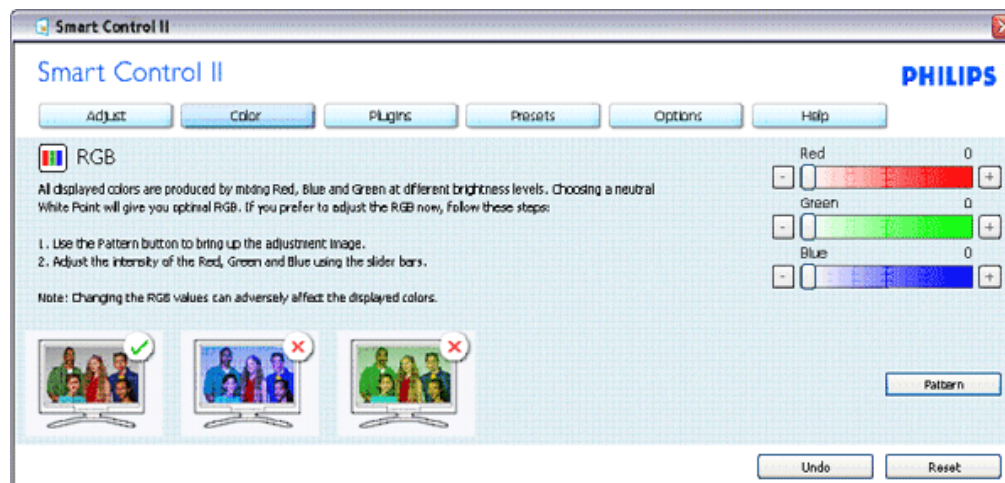 Smart Control II
Smart Control II
PHILIPS
Adjust
Color
Plugins
Presets
Options
Help
RGB
All displayed colors are produced by mixing Red, Blue and Green at different brightness levels. Choosing a neutral
White Point will give you optimal RGB. If you prefer to adjust the RGB now, follow these steps:
1. Use the Pattern button to bring up the adjustment image.
2. Adjust the intensity of the Red, Green and Blue using the slider bars.
Note: Changing the RGB values can adversely affect the displayed colors.
Red 0
- +
Green 0
- +
Blue 0
- +
Pattern
Undo
Reset